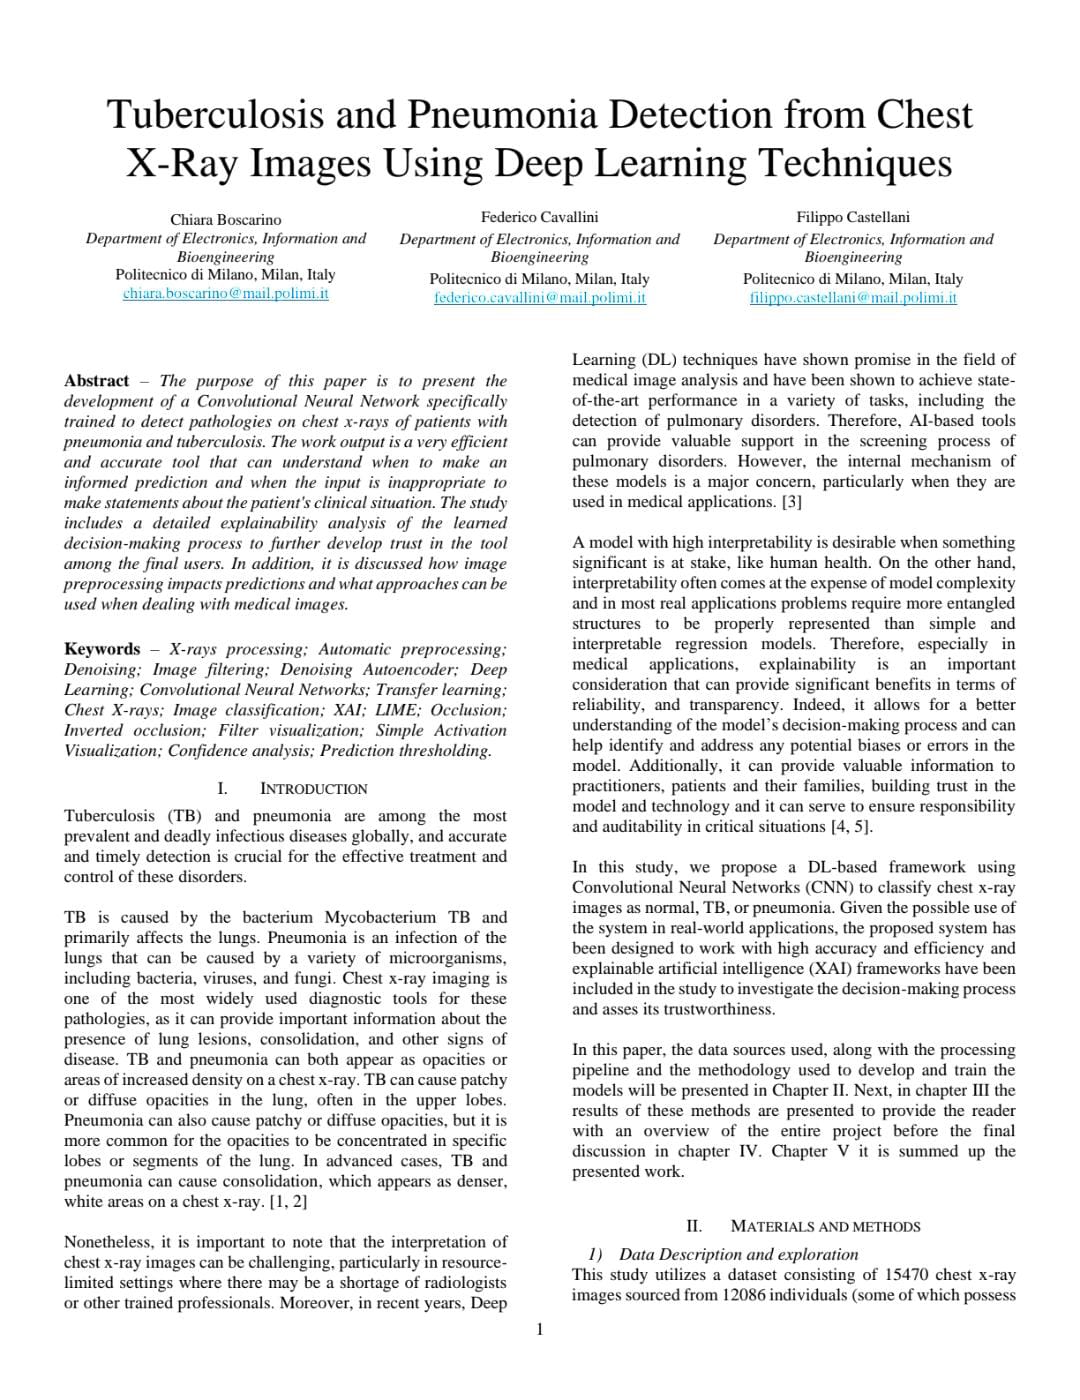 Tuberculosis and Pneumonia Detection from Chest
X-Ray Images Using Deep Learning Techniques
Chiara Boscarino
Department of Electronics, Information and
Bioengineering
Politecnico di Milano, Milan, Italy
chiara.boscarino@mail.polimi.it
Federico Cavallini
Department of Electronics, Information and
Bioengineering
Politecnico di Milano, Milan, Italy
federico.cavallini@mail.polimi.it
Filippo Castellani
Department of Electronics, Information and
Bioengineering
Politecnico di Milano, Milan, Italy
filippo.castellani@mail.polimi.it
Abstract – The purpose of this paper is to present the
development of a Convolutional Neural Network specifically
trained to detect pathologies on chest x-rays of patients with
pneumonia and tuberculosis. The work output is a very efficient
and accurate tool that can understand when to make an
informed prediction and when the input is inappropriate to
make statements about the patient's clinical situation. The study
includes a detailed explainability analysis of the learned
decision-making process to further develop trust in the tool
among the final users. In addition, it is discussed how image
preprocessing impacts predictions and what approaches can be
used when dealing with medical images.
Keywords – X-rays processing; Automatic preprocessing;
Denoising; Image filtering; Denoising Autoencoder; Deep
Learning; Convolutional Neural Networks; Transfer learning;
Chest X-rays; Image classification; XAI; LIME; Occlusion;
Inverted occlusion; Filter visualization; Simple Activation
Visualization; Confidence analysis; Prediction thresholding.
I. INTRODUCTION
Tuberculosis (TB) and pneumonia are among the most
prevalent and deadly infectious diseases globally, and accurate
and timely detection is crucial for the effective treatment and
control of these disorders.
TB is caused by the bacterium Mycobacterium TB and
primarily affects the lungs. Pneumonia is an infection of the
lungs that can be caused by a variety of microorganisms,
including bacteria, viruses, and fungi. Chest x-ray imaging is
one of the most widely used diagnostic tools for these
pathologies, as it can provide important information about the
presence of lung lesions, consolidation, and other signs of
disease. TB and pneumonia can both appear as opacities or
areas of increased density on a chest x-ray. TB can cause patchy
or diffuse opacities in the lung, often in the upper lobes.
Pneumonia can also cause patchy or diffuse opacities, but it is
more common for the opacities to be concentrated in specific
lobes or segments of the lung. In advanced cases, TB and
pneumonia can cause consolidation, which appears as denser,
white areas on a chest x-ray. [1, 2]
Nonetheless, it is important to note that the interpretation of
chest x-ray images can be challenging, particularly in resource-
limited settings where there may be a shortage of radiologists
or other trained professionals. Moreover, in recent years, Deep
Learning (DL) techniques have shown promise in the field of
medical image analysis and have been shown to achieve state-
of-the-art performance in a variety of tasks, including the
detection of pulmonary disorders. Therefore, AI-based tools
can provide valuable support in the screening process of
pulmonary disorders. However, the internal mechanism of
these models is a major concern, particularly when they are
used in medical applications. [3]
A model with high interpretability is desirable when something
significant is at stake, like human health. On the other hand,
interpretability often comes at the expense of model complexity
and in most real applications problems require more entangled
structures to be properly represented than simple and
interpretable regression models. Therefore, especially in
medical applications, explainability is an important
consideration that can provide significant benefits in terms of
reliability, and transparency. Indeed, it allows for a better
understanding of the model’s decision-making process and can
help identify and address any potential biases or errors in the
model. Additionally, it can provide valuable information to
practitioners, patients and their families, building trust in the
model and technology and it can serve to ensure responsibility
and auditability in critical situations [4, 5].
In this study, we propose a DL-based framework using
Convolutional Neural Networks (CNN) to classify chest x-ray
images as normal, TB, or pneumonia. Given the possible use of
the system in real-world applications, the proposed system has
been designed to work with high accuracy and efficiency and
explainable artificial intelligence (XAI) frameworks have been
included in the study to investigate the decision-making process
and asses its trustworthiness.
In this paper, the data sources used, along with the processing
pipeline and the methodology used to develop and train the
models will be presented in Chapter II. Next, in chapter III the
results of these methods are presented to provide the reader
with an overview of the entire project before the final
discussion in chapter IV. Chapter V it is summed up the
presented work.
II. MATERIALS AND METHODS
1) Data Description and exploration
This study utilizes a dataset consisting of 15470 chest x-ray
images sourced from 12086 individuals (some of which possess
1